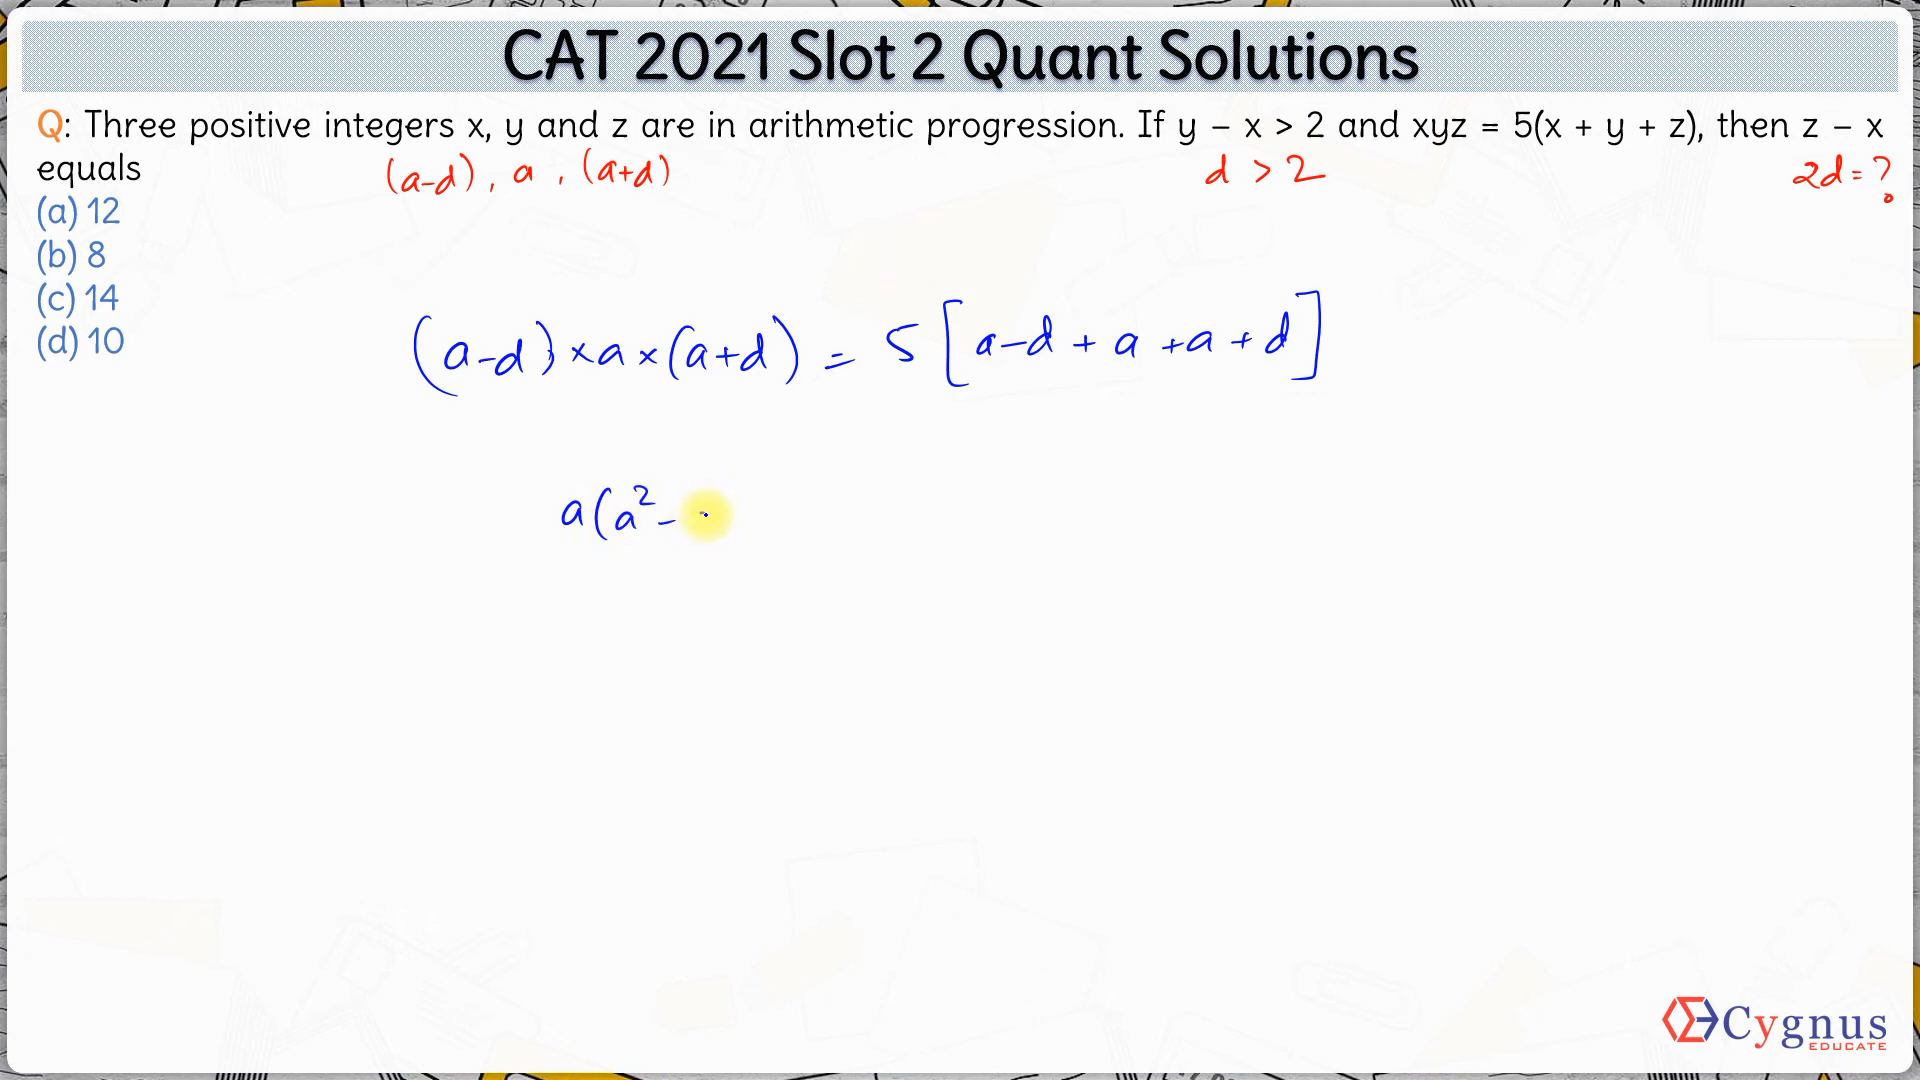 CAT 2021 Slot 2 Quant Solutions
Q: Three positive integers x, y and z are in arithmetic progression. If y – x > 2 and xyz = 5(x + y + z), then z – x
equals
(a-d) , a , (a+d)
d > 2
2d = ?
(a) 12
(b) 8
(c) 14
(d) 10
(a-d) × a × (a+d) = 5 [a-d + a + a + d]
a(a² -
Cygnus
EDUCATE